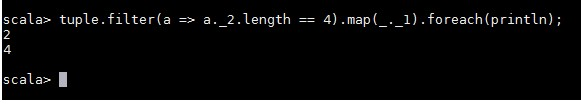 scala> tuple.filter(a => a._2.length == 4).map(_._1).foreach(println);
2
4
scala>